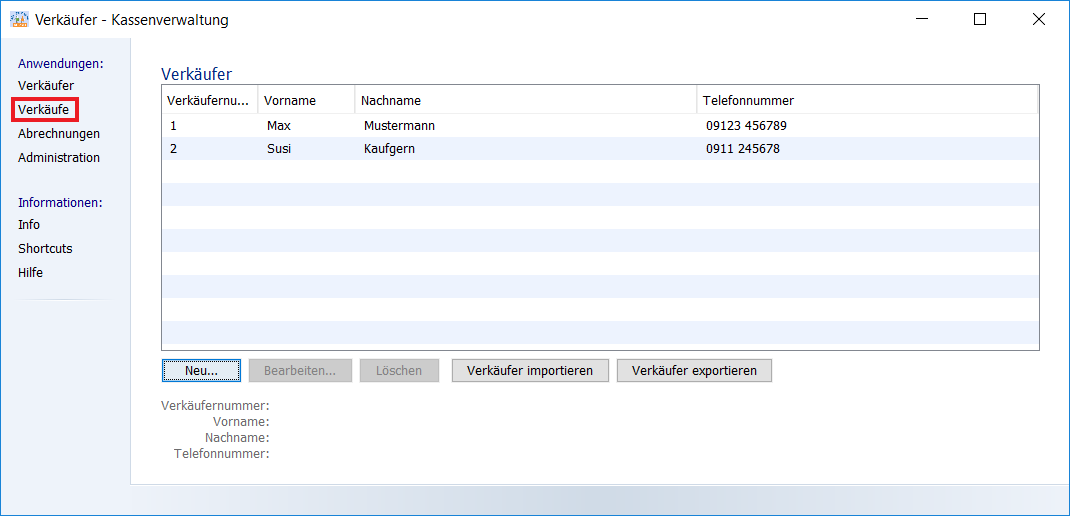 Verkäufer - Kassenverwaltung
Anwendungen:
Verkäufer
Verkäufe
Abrechnungen
Administration
Informationen:
Info
Shortcuts
Hilfe
Verkäufer
Verkäufernu... Vorname Nachname Telefonnummer
1 Max Mustermann 09123 456789
2 Susi Kaufgern 0911 245678
Neu... Bearbeiten... Löschen Verkäufer importieren Verkäufer exportieren
Verkäufernummer:
Vorname:
Nachname:
Telefonnummer: